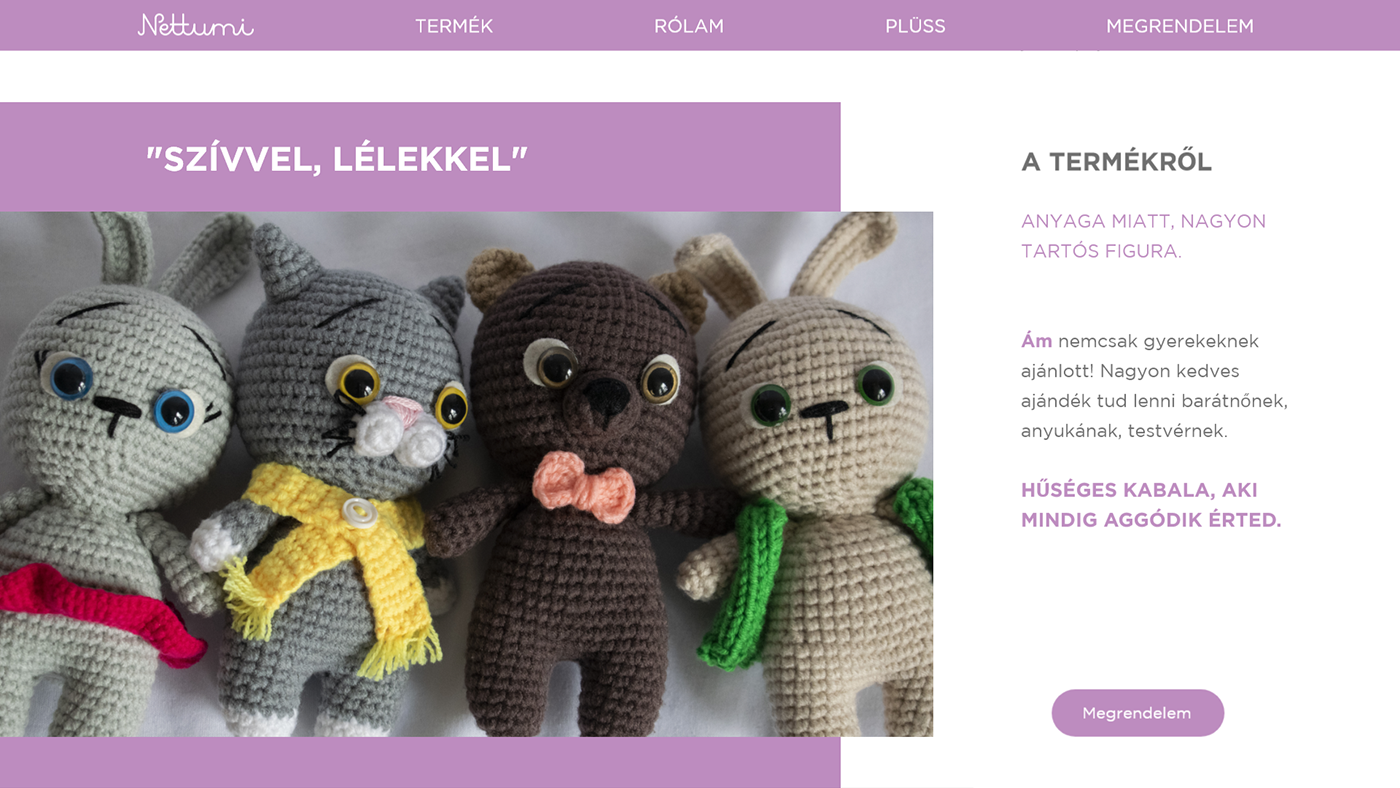 Nettumi
TERMÉK
RÓLAM
PLÜSS
MEGRENDELEM
"SZÍVVEL, LÉLEKKEL"
A TERMÉKRŐL
ANYAGA MIATT, NAGYON
TARTÓS FIGURA.
Ám nemcsak gyerekeknek
ajánlott! Nagyon kedves
ajándék tud lenni barátnőnek,
anyukának, testvérnek.
HŰSÉGES KABALA, AKI
MINDIG AGGÓDIK ÉRTED.
Megrendelem